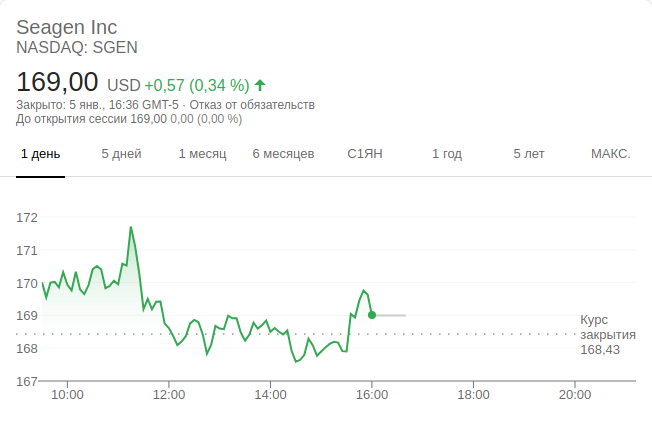 Seagen Inc
NASDAQ: SGEN
169,00 USD +0,57 (0,34 %)
Закрыто: 5 янв., 16:36 GMT-5 · Отказ от обязательств
До открытия сессии 169,00 0,00 (0,00 %)
1 день 5 дней 1 месяц 6 месяцев С1ЯН 1 год 5 лет МАКС.
172
171
170
169
168
167
Курс
закрытия
168,43
10:00 12:00 14:00 16:00 18:00 20:00